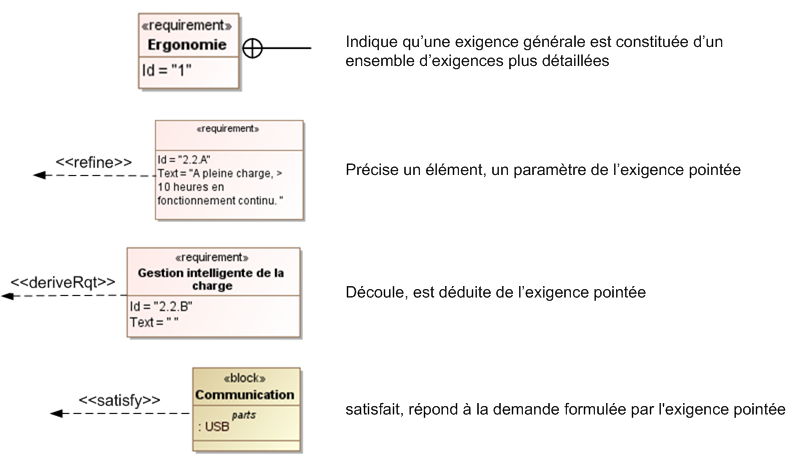 «requirement»
Ergonomie
Id = "1"
Indique qu'une exigence générale est constituée d'un
ensemble d'exigences plus détaillées
<<refine>>
«requirement»
Id = "2.2.A"
Text = "A pleine charge, >
10 heures en
fonctionnement continu. "
Précise un élément, un paramètre de l'exigence pointée
<<deriveRqt>>
«requirement»
Gestion intelligente de la
charge
Id = "2.2.B"
Text = " "
Découle, est déduite de l'exigence pointée
<<satisfy>>
«block»
Communication
parts
: USB
satisfait, répond à la demande formulée par l'exigence pointée